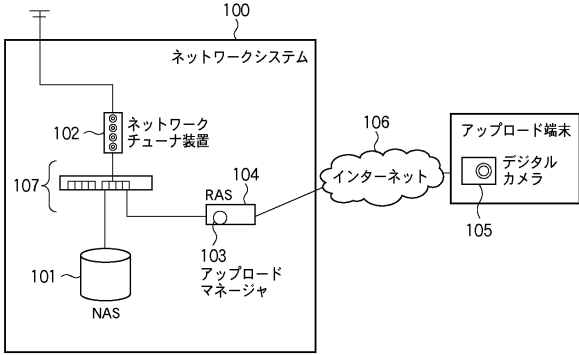 100
ネットワークシステム
102
ネットワーク
チューナ装置
107
RAS
104
103
アップロード
マネージャ
101
NAS
106
インターネット
アップロード端末
デジタル
カメラ
105